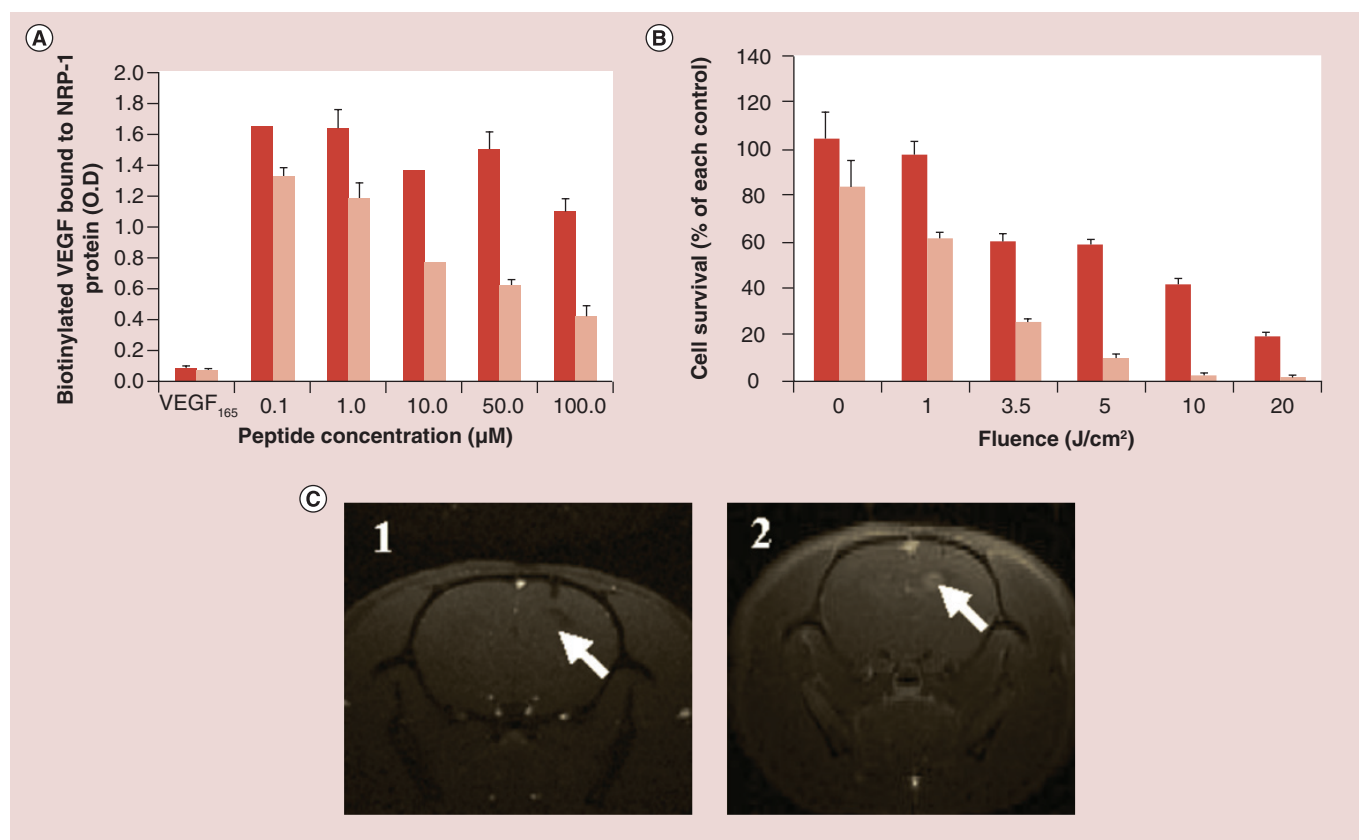 A
Biotinylated VEGF bound to NRP-1
protein (O.D)
2.0
1.8
1.6
1.4
1.2
1.0
0.8
0.6
0.4
0.2
0.0
VEGF₁₆₅ 0.1 1.0 10.0 50.0 100.0
Peptide concentration (µM)
B
Cell survival (% of each control)
140
120
100
80
60
40
20
0
0 1 3.5 5 10 20
Fluence (J/cm²)
C
1
2